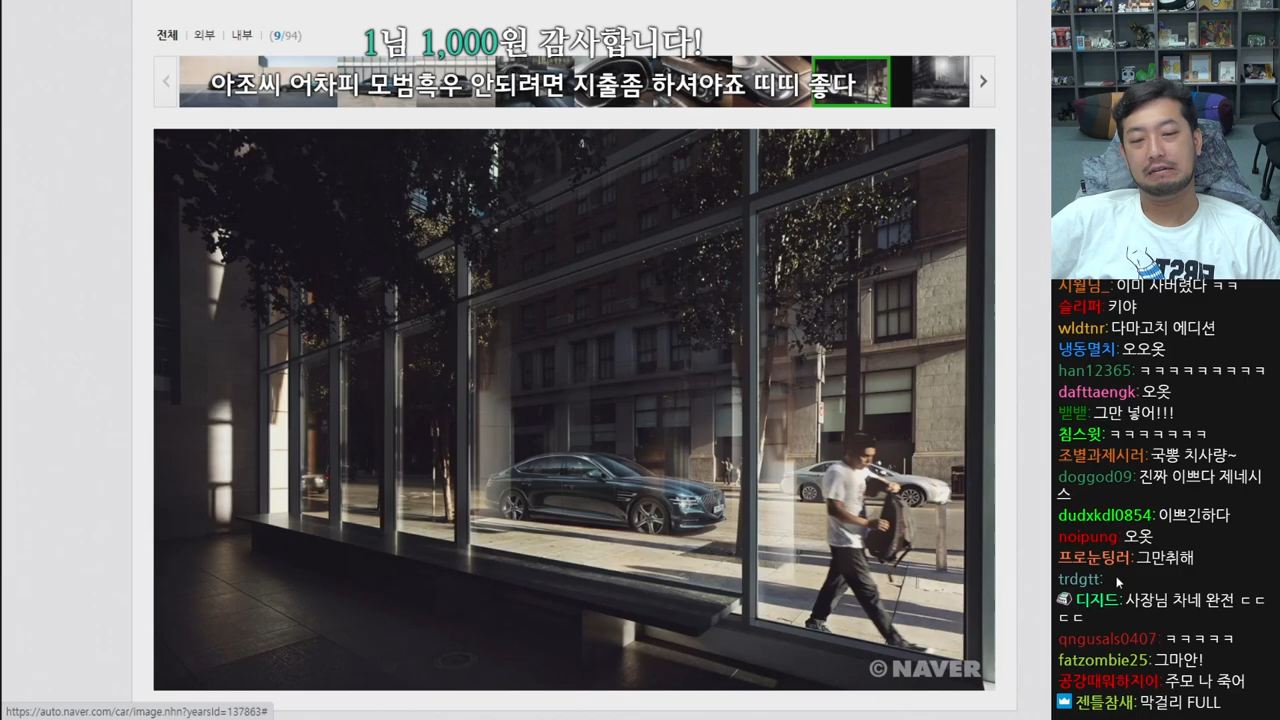 전체 | 외부 | 내부 | (9/94)
1님 1,000원 감사합니다!
아조씨 어차피 모범흑우 안되려면 지출좀 하셔야죠 띠띠 좋다
© NAVER
https://auto.naver.com/car/image.nhn?yearsId=137863#
FIRST
시월님_: 이미 사버렸다 ㅋㅋ
슬리퍼: 키야
wldtnr: 다마고치 에디션
냉동멸치: 오오옷
han12365: ㅋㅋㅋㅋㅋㅋㅋㅋㅋ
dafttaengk: 오옷
뱉뱉: 그만 넣어!!!
침스윗: ㅋㅋㅋㅋㅋㅋㅋ
조별과제시러: 국뽕 치사량~
doggod09: 진짜 이쁘다 제네시
스
dudxkdl0854: 이쁘긴하다
noipung: 오옷
프로눈팅러: 그만취해
trdgtt:
디지드: 사장님 차네 완전 ㄷㄷ
ㄷㄷ
qngusals0407: ㅋㅋㅋㅋㅋ
fatzombie25: 그마안!
공강때뭐하지이: 주모 나 죽어
젠틀참새: 막걸리 FULL